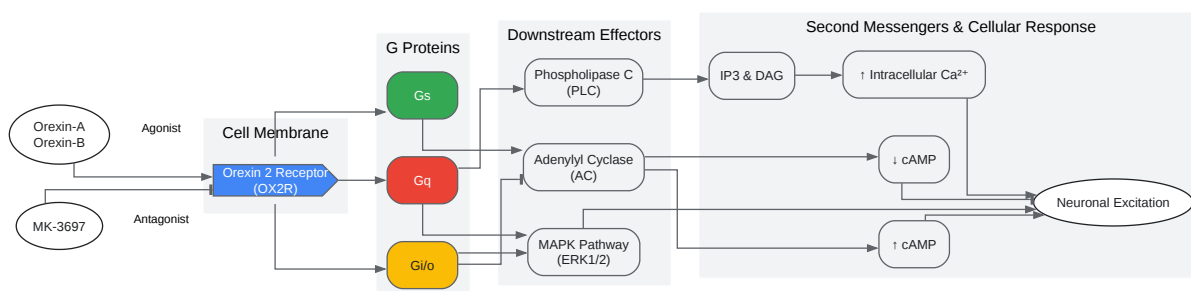 Orexin-A
Orexin-B
MK-3697
Agonist
Antagonist
Cell Membrane
Orexin 2 Receptor
(OX2R)
G Proteins
Gs
Gq
Gi/o
Downstream Effectors
Phospholipase C
(PLC)
Adenylyl Cyclase
(AC)
MAPK Pathway
(ERK1/2)
Second Messengers & Cellular Response
IP3 & DAG
↑ Intracellular Ca²⁺
↓ cAMP
↑ cAMP
Neuronal Excitation